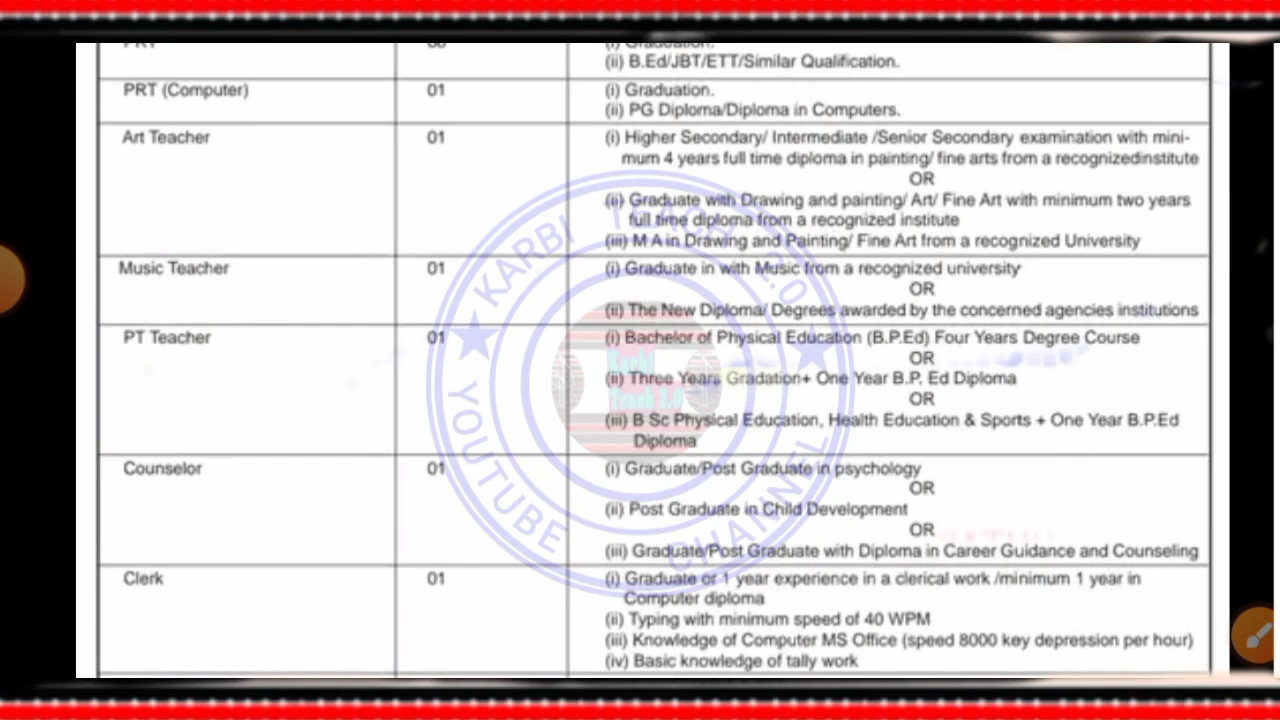 (i) Graduation.
(ii) B.Ed/JBT/ETT/Similar Qualification.
PRT (Computer) 01 (i) Graduation.
(ii) PG Diploma/Diploma in Computers.
Art Teacher 01 (i) Higher Secondary/ Intermediate /Senior Secondary examination with mini-
mum 4 years full time diploma in painting/ fine arts from a recognizedinstitute
OR
(ii) Graduate with Drawing and painting/ Art/ Fine Art with minimum two years
full time diploma from a recognized institute
(iii) M A in Drawing and Painting/ Fine Art from a recognized University
Music Teacher 01 (i) Graduate in with Music from a recognized university
OR
(ii) The New Diploma/ Degrees awarded by the concerned agencies institutions
PT Teacher 01 (i) Bachelor of Physical Education (B.P.Ed) Four Years Degree Course
OR
(ii) Three Years Gradation+ One Year B.P. Ed Diploma
OR
(iii) B Sc Physical Education, Health Education & Sports + One Year B.P.Ed
Diploma
Counselor 01 (i) Graduate/Post Graduate in psychology
OR
(ii) Post Graduate in Child Development
OR
(iii) Graduate/Post Graduate with Diploma in Career Guidance and Counseling
Clerk 01 (i) Graduate or 1 year experience in a clerical work /minimum 1 year in
Computer diploma
(ii) Typing with minimum speed of 40 WPM
(iii) Knowledge of Computer MS Office (speed 8000 key depression per hour)
(iv) Basic knowledge of tally work
KARBI TEACH 2.0
YOUTUBE CHANNEL
Teach 2.0